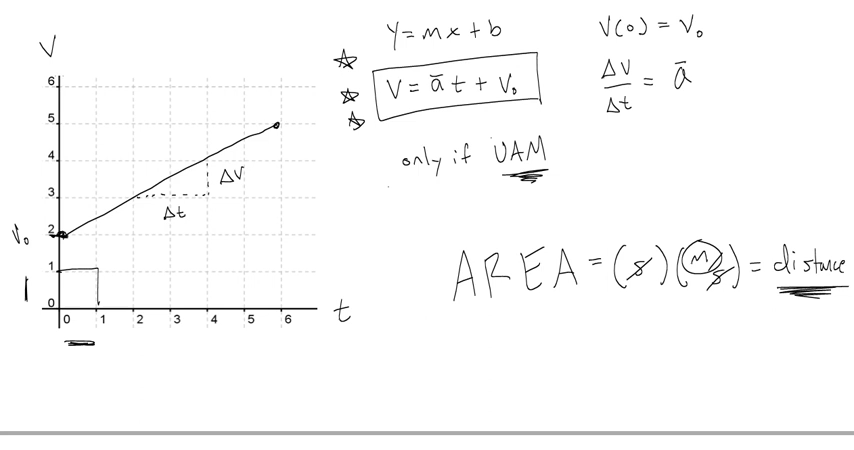 V
6
5
4
3
2
1
0
V₀
1
0 1 2 3 4 5 6
t
ΔV
Δt
y=mx+b
V = āt + V₀
only if UAM
V(0) = V₀
ΔV/Δt = ā
AREA = (s)(m/s) = distance